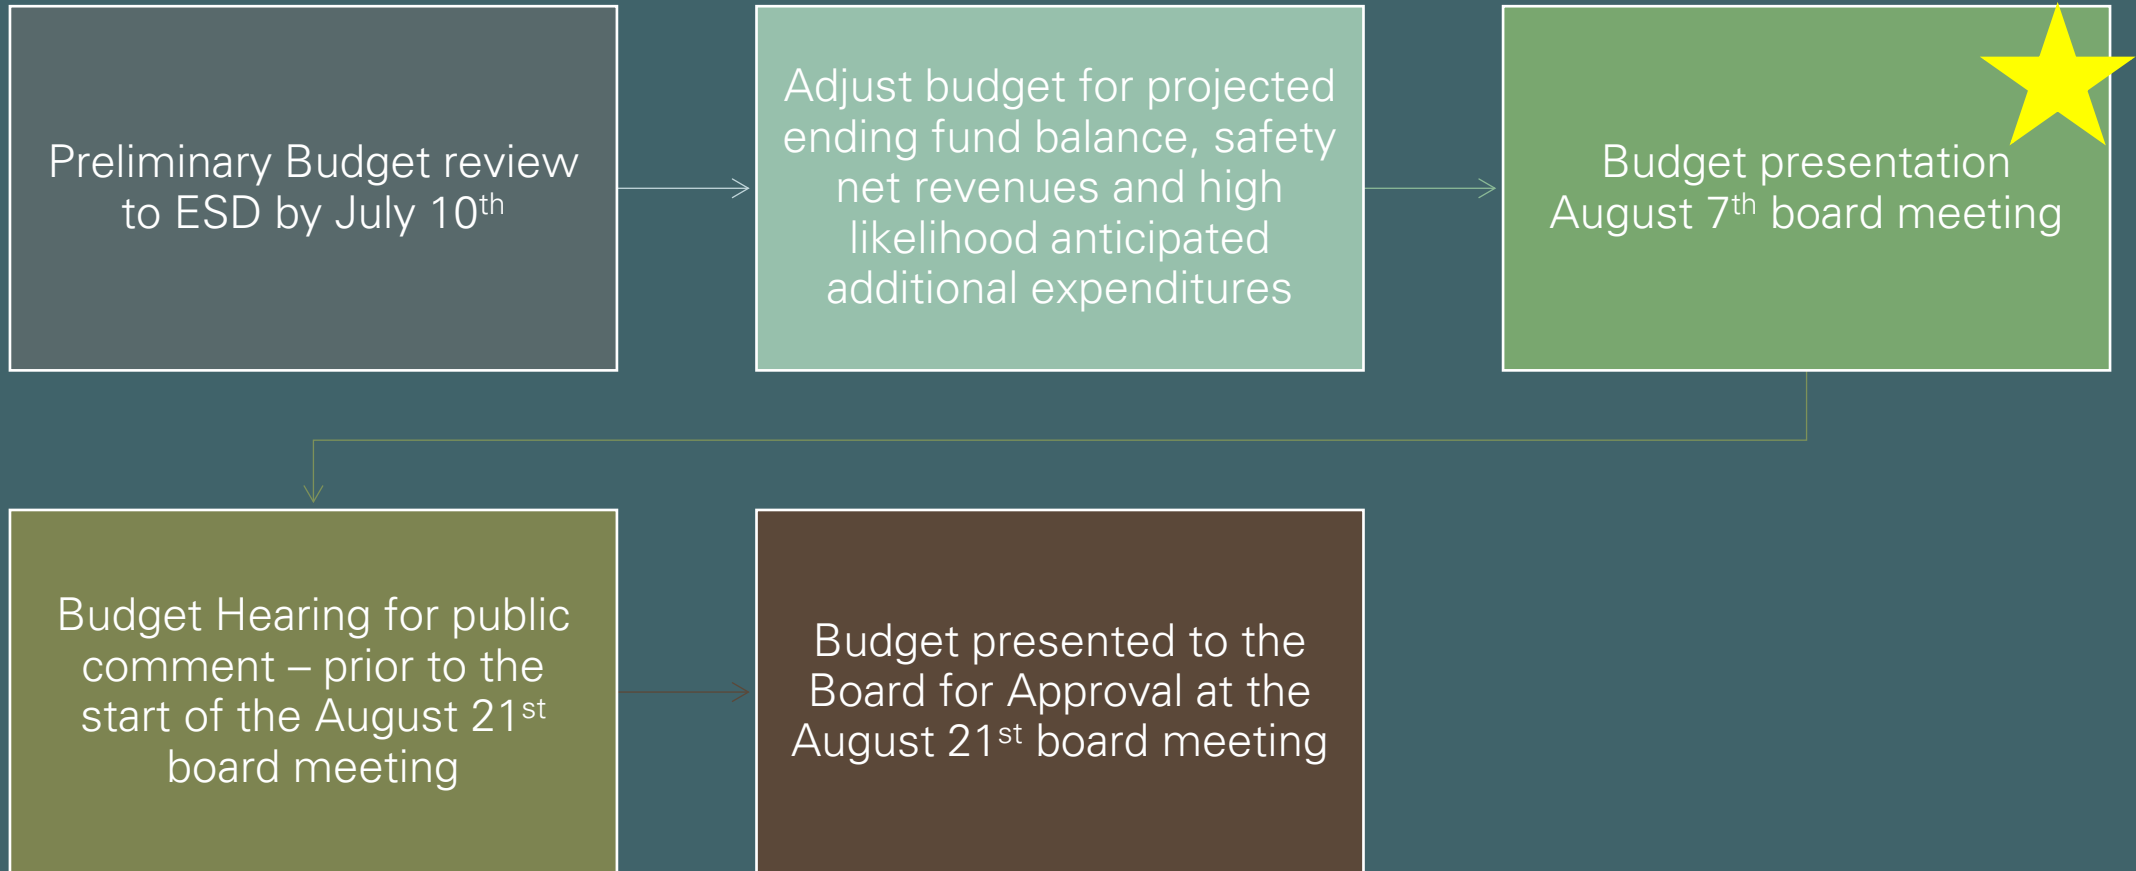 Preliminary Budget review
to ESD by July 10th
Adjust budget for projected
ending fund balance, safety
net revenues and high
likelihood anticipated
additional expenditures
Budget presentation
August 7th board meeting
Budget Hearing for public
comment – prior to the
start of the August 21st
board meeting
Budget presented to the
Board for Approval at the
August 21st board meeting